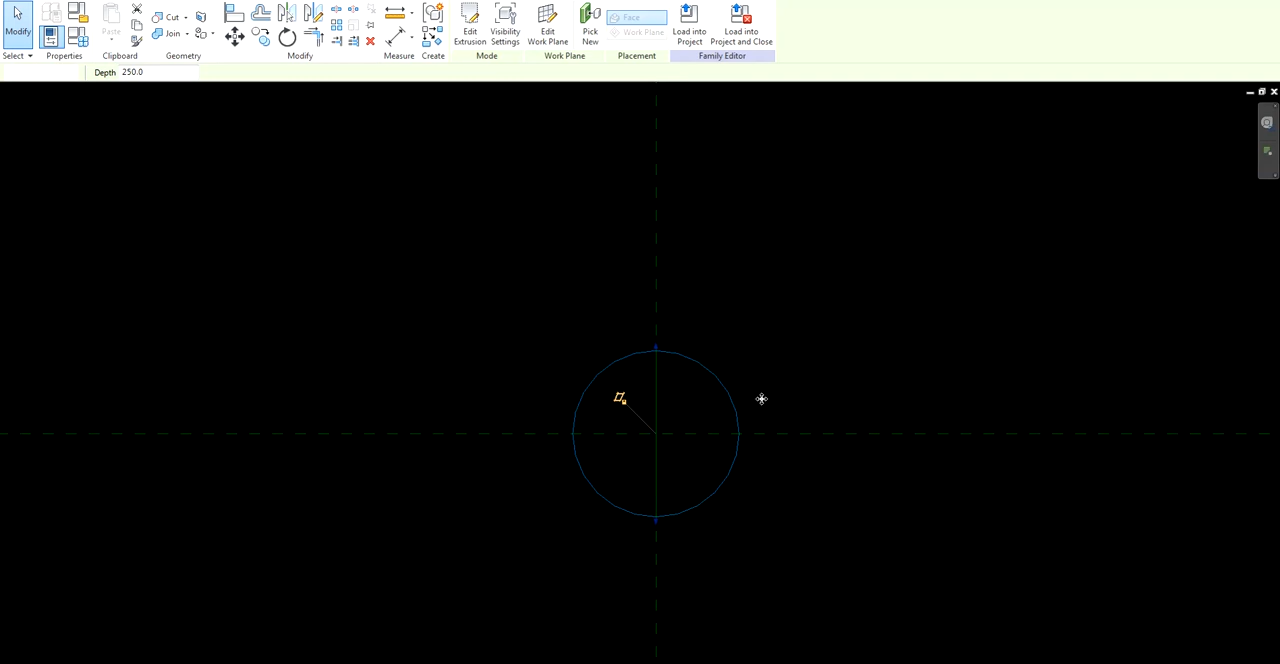 Cut
Join
Modify
Paste
Edit
Extrusion
Visibility
Settings
Edit
Work Plane
Pick
New
Face
Work Plane
Load into
Project
Load into
Project and Close
Select
Properties
Clipboard
Geometry
Modify
Measure
Create
Mode
Work Plane
Placement
Family Editor
Depth 250.0